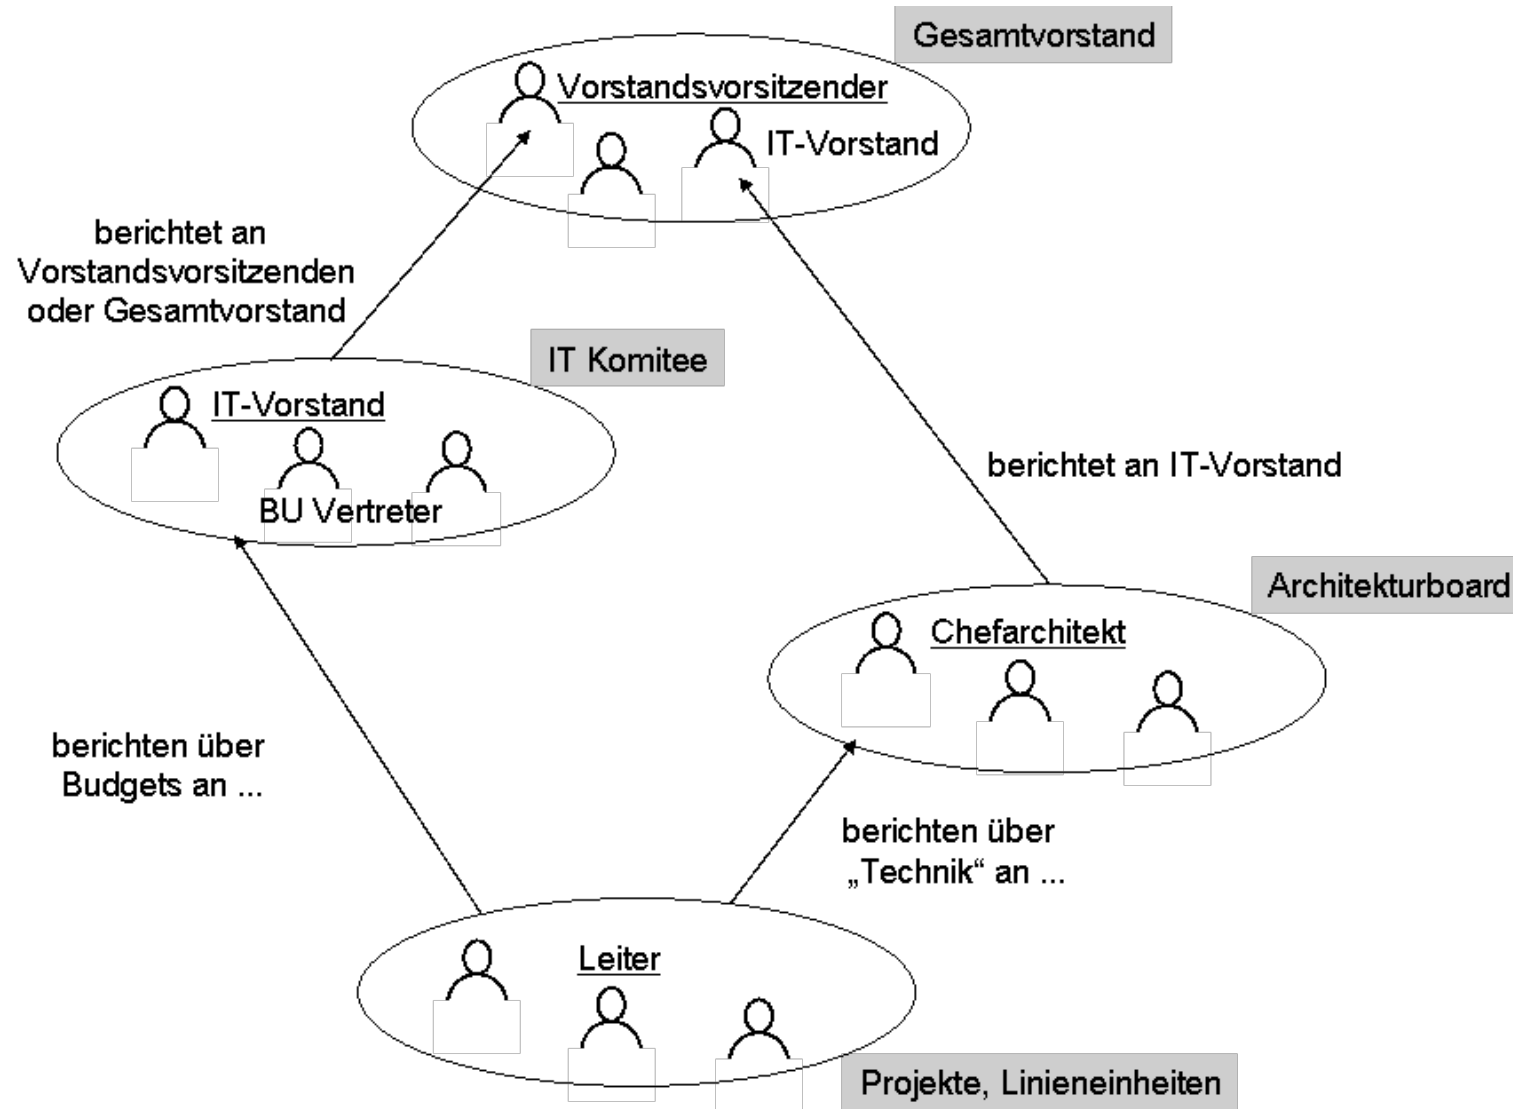 Gesamtvorstand
Vorstandsvorsitzender
IT-Vorstand
berichtet an
Vorstandsvorsitzenden
oder Gesamtvorstand
IT Komitee
IT-Vorstand
BU Vertreter
berichtet an IT-Vorstand
Architekturboard
Chefarchitekt
berichten über
Budgets an ...
berichten über
„Technik“ an ...
Leiter
Projekte, Linieneinheiten